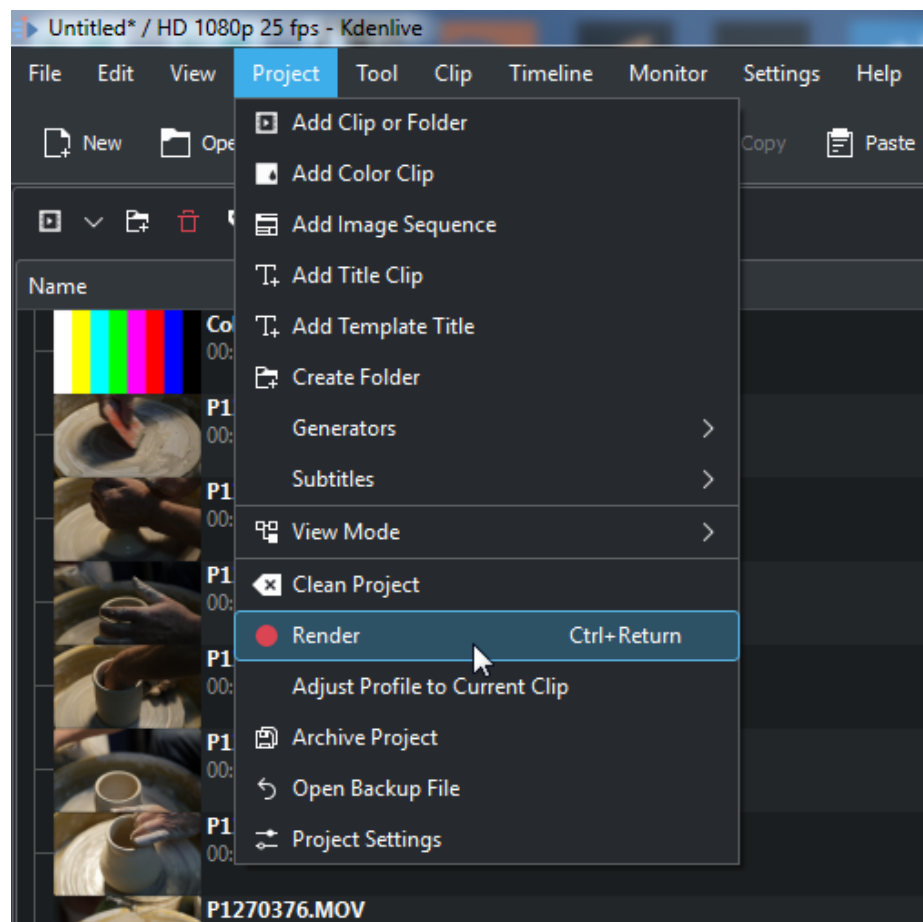 Untitled* / HD 1080p 25 fps - Kdenlive
File Edit View Project Tool Clip Timeline Monitor Settings Help
New Copy Paste
Add Clip or Folder
Add Color Clip
Add Image Sequence
Name
Add Title Clip
Add Template Title
Create Folder
Generators
Subtitles
View Mode
Clean Project
Render Ctrl+Return
Adjust Profile to Current Clip
Archive Project
Open Backup File
Project Settings
P1270376.MOV